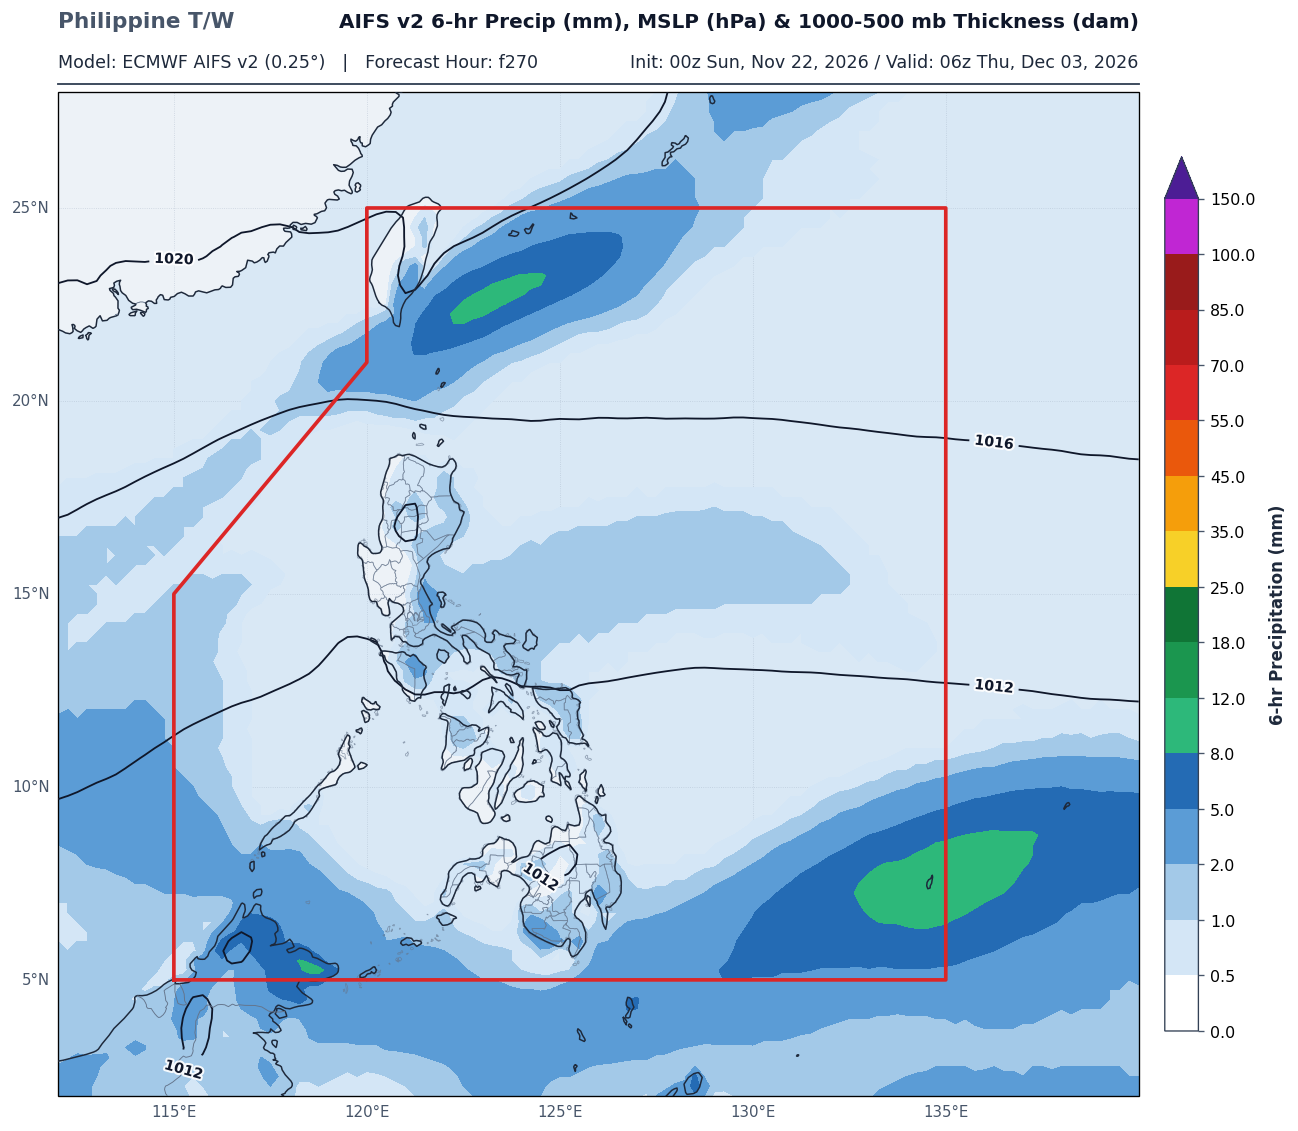 Philippine T/W
AIFS v2 6-hr Precip (mm), MSLP (hPa) & 1000-500 mb Thickness (dam)
Model: ECMWF AIFS v2 (0.25°) | Forecast Hour: f270
Init: 00z Sun, Nov 22, 2026 / Valid: 06z Thu, Dec 03, 2026
25°N
20°N
15°N
10°N
5°N
1020
1016
1012
1012
1012
115°E
120°E
125°E
130°E
135°E
150.0
100.0
85.0
70.0
55.0
45.0
35.0
25.0
18.0
12.0
8.0
5.0
2.0
1.0
0.5
0.0
6-hr Precipitation (mm)